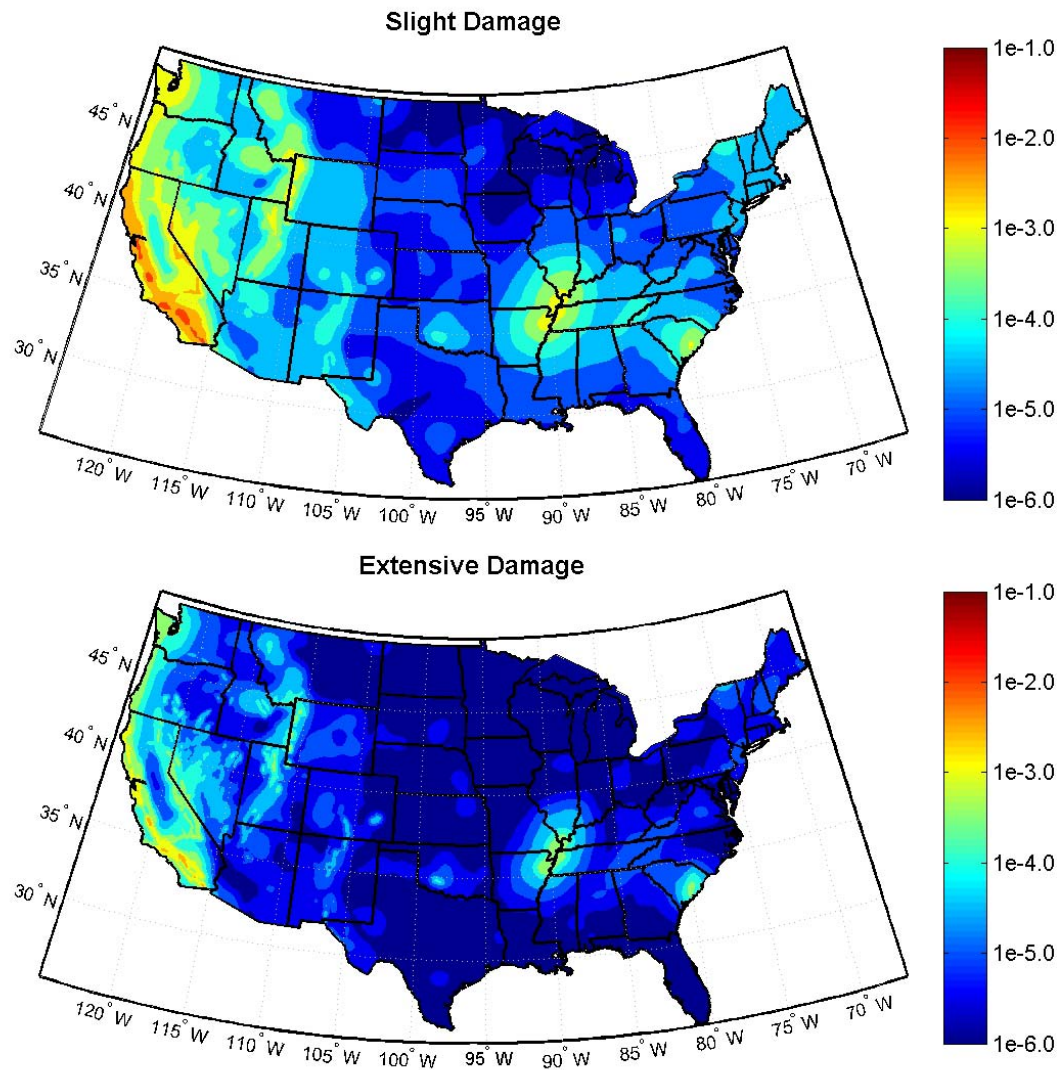 Slight Damage
1e-1.0
1e-2.0
1e-3.0
1e-4.0
1e-5.0
1e-6.0
45° N
40° N
35° N
30° N
120° W
115° W
110° W
105° W
100° W
95° W
90° W
85° W
80° W
75° W
70° W
Extensive Damage
1e-1.0
1e-2.0
1e-3.0
1e-4.0
1e-5.0
1e-6.0
45° N
40° N
35° N
30° N
120° W
115° W
110° W
105° W
100° W
95° W
90° W
85° W
80° W
75° W
70° W